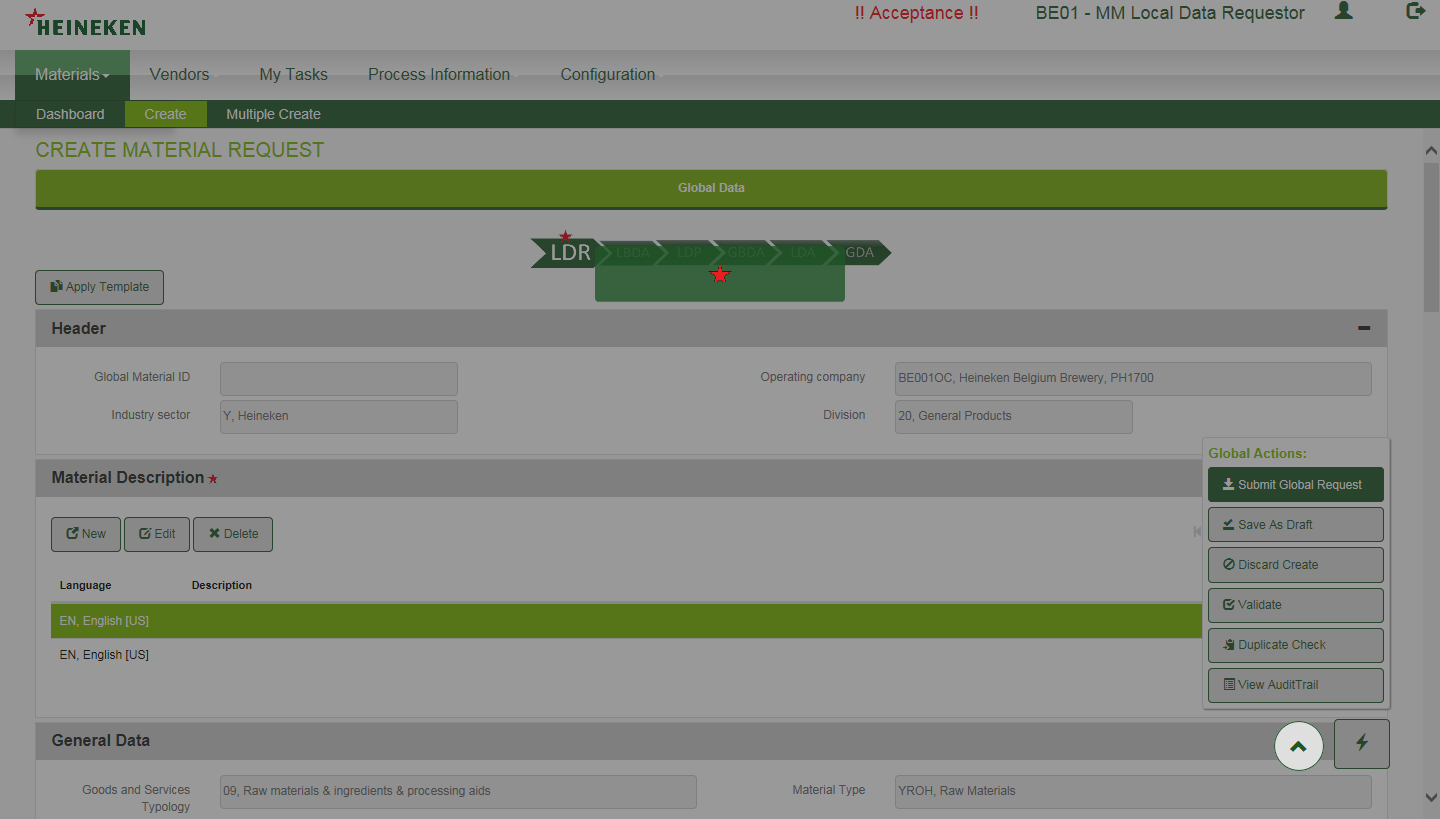 HEINEKEN
!! Acceptance !!
BE01 - MM Local Data Requestor
Materials
Vendors
My Tasks
Process Information
Configuration
Dashboard
Create
Multiple Create
CREATE MATERIAL REQUEST
Global Data
LDR
LBDA
LDP
GBDA
LDA
GDA
Apply Template
Header
Global Material ID
Operating company
BE001OC, Heineken Belgium Brewery, PH1700
Industry sector
Y, Heineken
Division
20, General Products
Material Description
New
Edit
Delete
Language
Description
EN, English [US]
EN, English [US]
Global Actions:
Submit Global Request
Save As Draft
Discard Create
Validate
Duplicate Check
View AuditTrail
General Data
Goods and Services
Typology
09, Raw materials & ingredients & processing aids
Material Type
YROH, Raw Materials